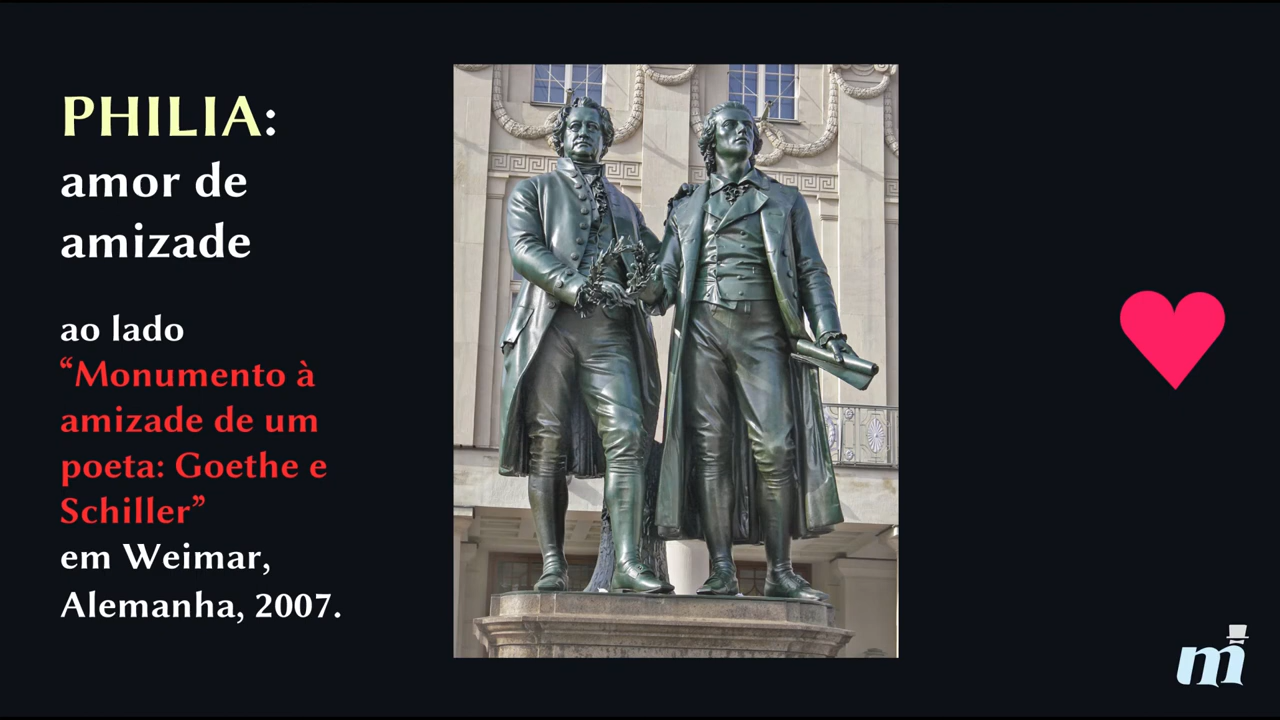 PHILIA:
amor de
amizade
ao lado
“Monumento à
amizade de um
poeta: Goethe e
Schiller”
em Weimar,
Alemanha, 2007.
m